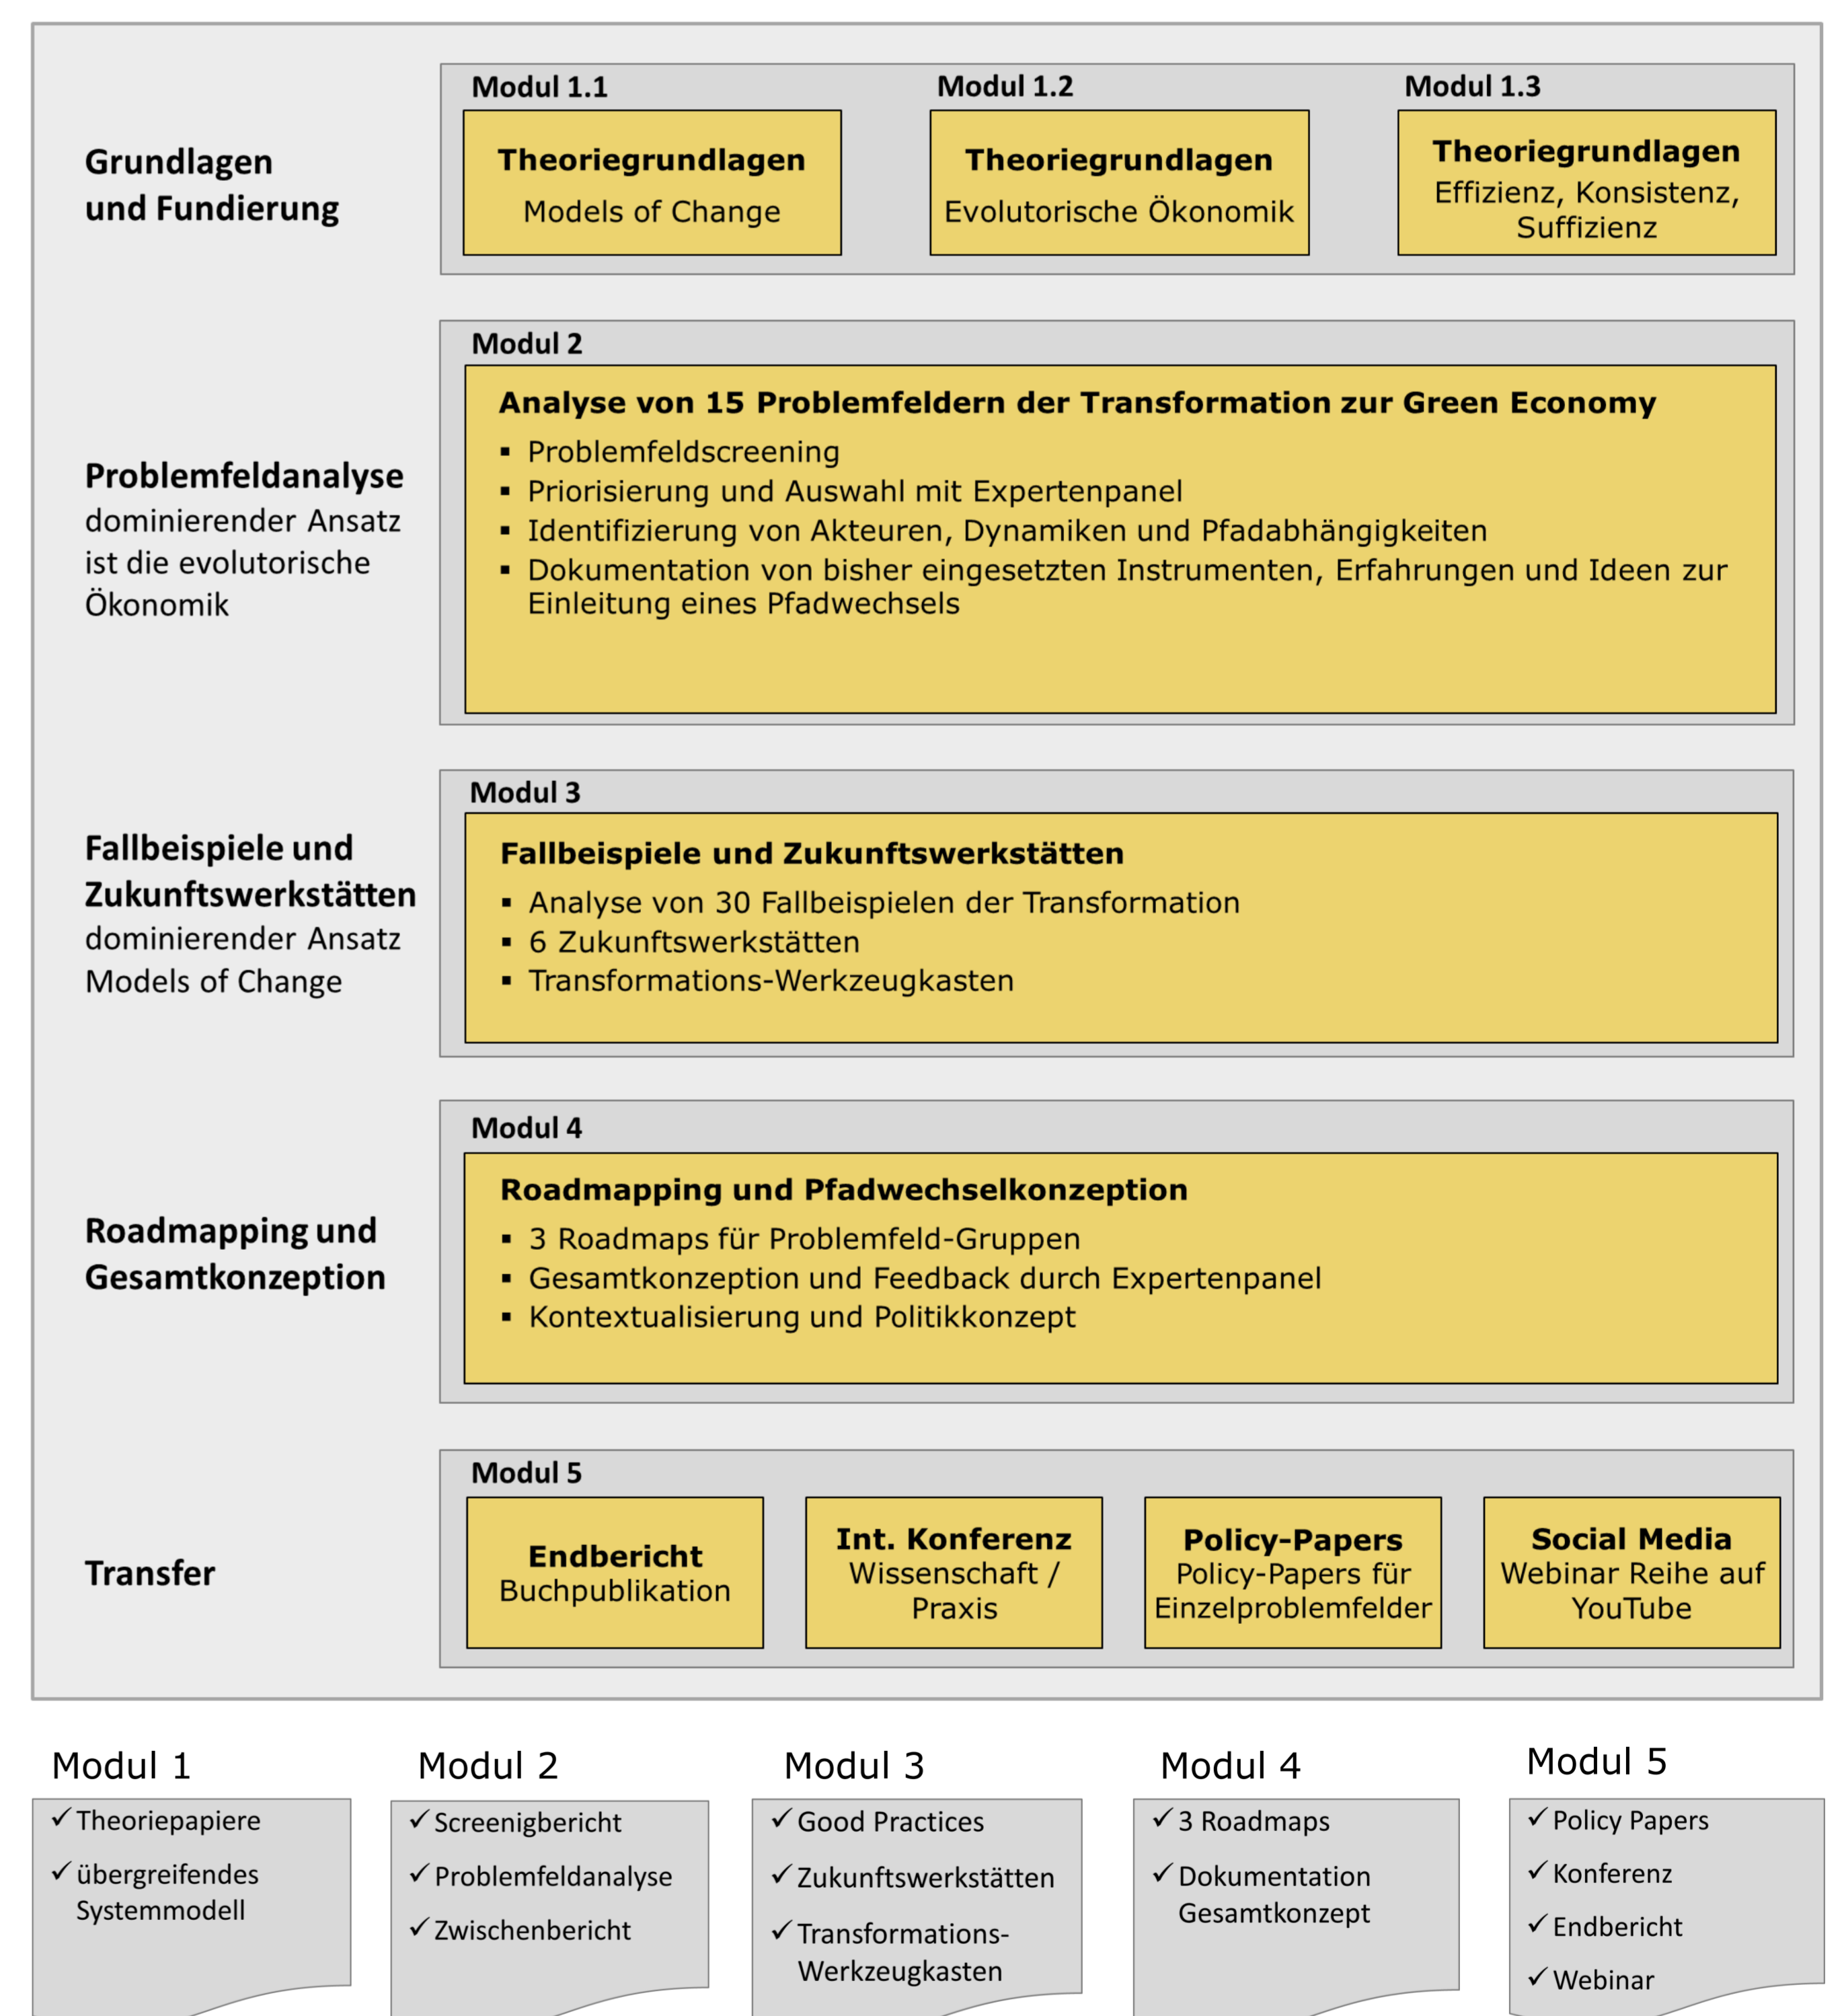 Grundlagen
und Fundierung
Modul 1.1
Theoriegrundlagen
Models of Change
Modul 1.2
Theoriegrundlagen
Evolutorische Ökonomik
Modul 1.3
Theoriegrundlagen
Effizienz, Konsistenz,
Suffizienz
Problemfeldanalyse
dominierender Ansatz
ist die evolutorische
Ökonomik
Modul 2
Analyse von 15 Problemfeldern der Transformation zur Green Economy
▪ Problemfeldscreening
▪ Priorisierung und Auswahl mit Expertenpanel
▪ Identifizierung von Akteuren, Dynamiken und Pfadabhängigkeiten
▪ Dokumentation von bisher eingesetzten Instrumenten, Erfahrungen und Ideen zur
Einleitung eines Pfadwechsels
Fallbeispiele und
Zukunftswerkstätten
dominierender Ansatz
Models of Change
Modul 3
Fallbeispiele und Zukunftswerkstätten
▪ Analyse von 30 Fallbeispielen der Transformation
▪ 6 Zukunftswerkstätten
▪ Transformations-Werkzeugkasten
Roadmapping und
Gesamtkonzeption
Modul 4
Roadmapping und Pfadwechselkonzeption
▪ 3 Roadmaps für Problemfeld-Gruppen
▪ Gesamtkonzeption und Feedback durch Expertenpanel
▪ Kontextualisierung und Politikkonzept
Transfer
Modul 5
Endbericht
Buchpublikation
Int. Konferenz
Wissenschaft /
Praxis
Policy-Papers
Policy-Papers für
Einzelproblemfelder
Social Media
Webinar Reihe auf
YouTube
Modul 1
✓ Theoriepapiere
✓ übergreifendes
Systemmodell
Modul 2
✓ Screenigbericht
✓ Problemfeldanalyse
✓ Zwischenbericht
Modul 3
✓ Good Practices
✓ Zukunftswerkstätten
✓ Transformations-
Werkzeugkasten
Modul 4
✓ 3 Roadmaps
✓ Dokumentation
Gesamtkonzept
Modul 5
✓ Policy Papers
✓ Konferenz
✓ Endbericht
✓ Webinar